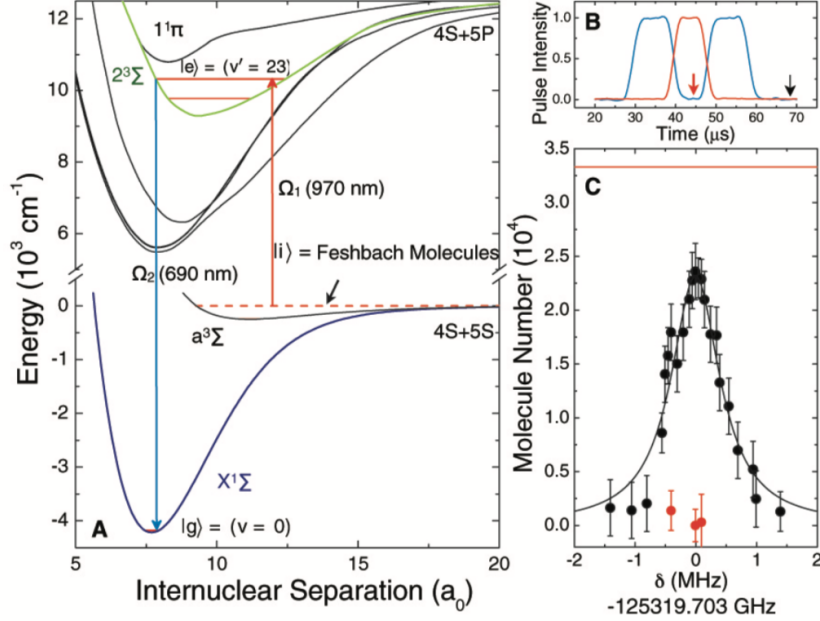 12
10
8
6
0
-1
-2
-3
-4
Energy (10³ cm⁻¹)
1¹π
4S+5P
2³Σ
|e⟩ = (v' = 23)
Ω₁ (970 nm)
|i⟩ = Feshbach Molecules
Ω₂ (690 nm)
a³Σ
4S+5S
X¹Σ
A
|g⟩ = (v = 0)
5 10 15 20
Internuclear Separation (a₀)
B
Pulse Intensity
1.0
0.5
0.0
20 30 40 50 60 70
Time (μs)
C
Molecule Number (10⁴)
3.5
3.0
2.5
2.0
1.5
1.0
0.5
0.0
-2 -1 0 1 2
δ (MHz)
-125319.703 GHz